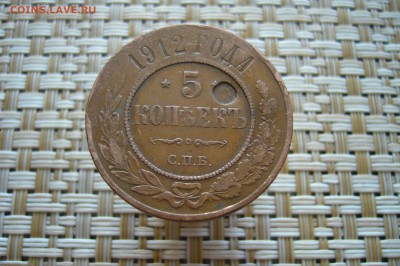 COINS.LAVE.RU
1912 ГОДА
* 5 *
КОПѢЕКЪ
С.П.Б.